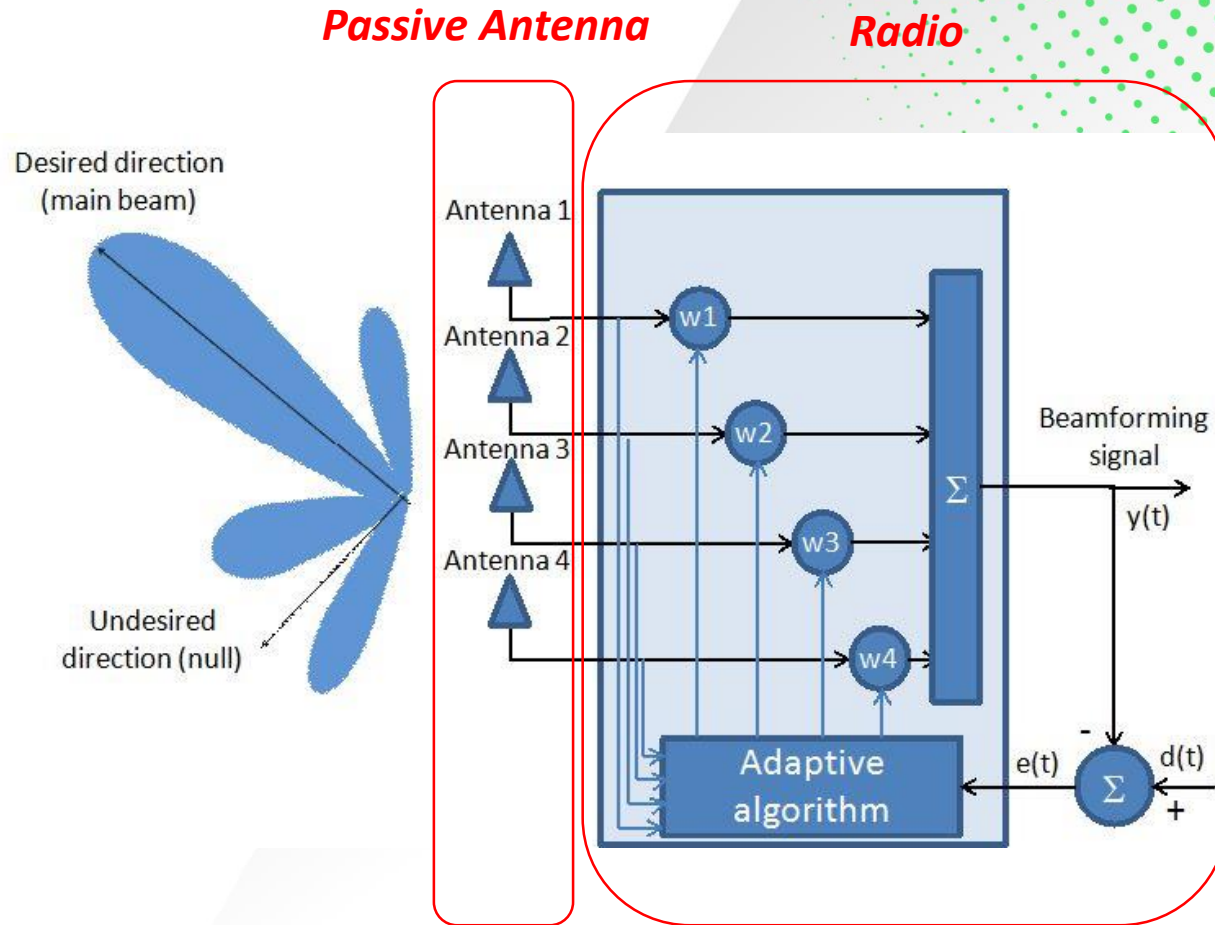 Passive Antenna
Radio
Desired direction
(main beam)
Undesired
direction (null)
Antenna 1
Antenna 2
Antenna 3
Antenna 4
w1
w2
w3
w4
Σ
Beamforming
signal
y(t)
Adaptive
algorithm
e(t)
-
Σ
d(t)
+